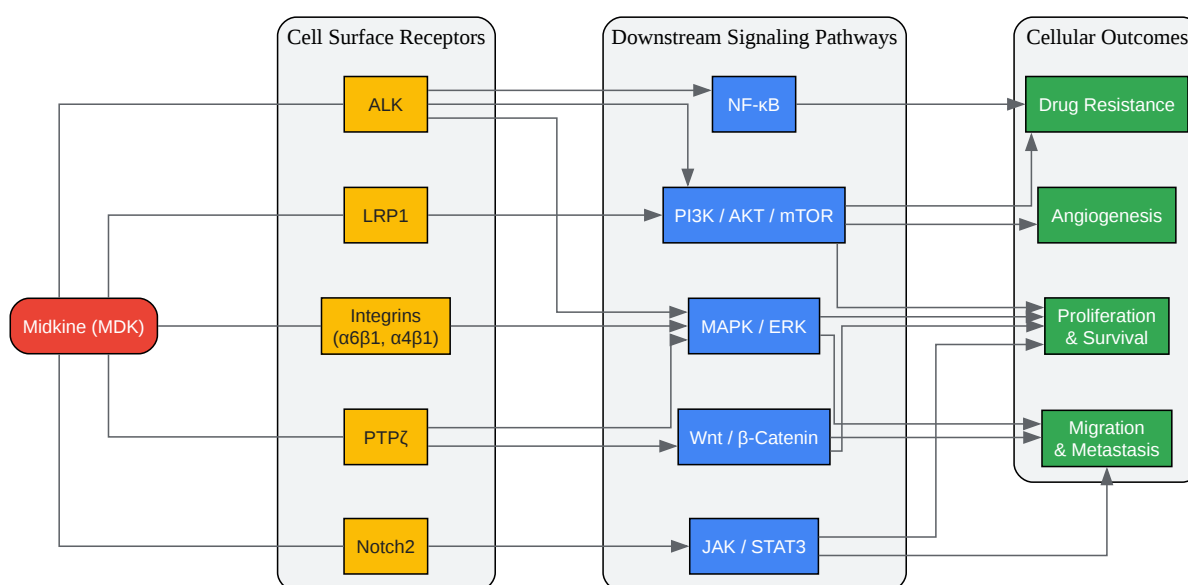 Cell Surface Receptors
Downstream Signaling Pathways
Cellular Outcomes
ALK
NF-κB
Drug Resistance
LRP1
PI3K / AKT / mTOR
Angiogenesis
Midkine (MDK)
Integrins
(α6β1, α4β1)
MAPK / ERK
Proliferation
& Survival
PTPζ
Wnt / β-Catenin
Migration
& Metastasis
Notch2
JAK / STAT3